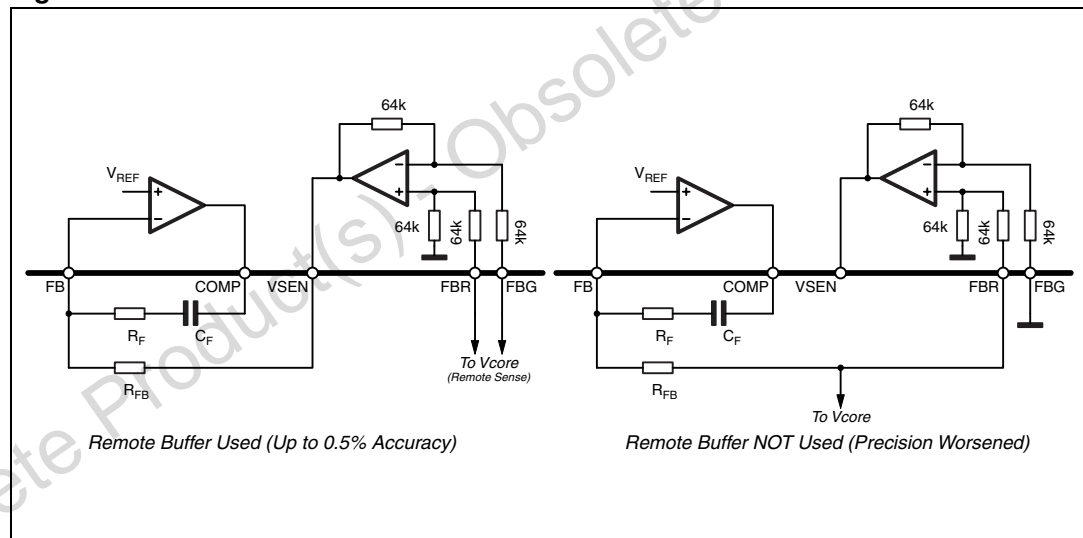 Obsolete Product(s) - Obsolete
64k
V_REF
+
-
-
+
64k
64k
64k
FB
COMP
VSEN
FBR
FBG
R_F
C_F
R_FB
To Vcore
(Remote Sense)
Remote Buffer Used (Up to 0.5% Accuracy)
64k
V_REF
+
-
-
+
64k
64k
64k
FB
COMP
VSEN
FBR
FBG
R_F
C_F
R_FB
To Vcore
Remote Buffer NOT Used (Precision Worsened)